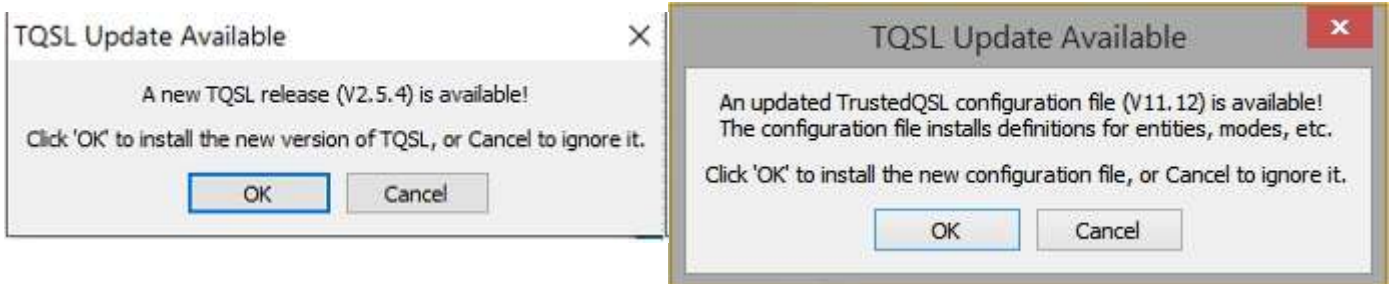 TQSL Update Available
A new TQSL release (V2.5.4) is available!
Click 'OK' to install the new version of TQSL, or Cancel to ignore it.
OK
Cancel
TQSL Update Available
An updated TrustedQSL configuration file (V11.12) is available!
The configuration file installs definitions for entities, modes, etc.
Click 'OK' to install the new configuration file, or Cancel to ignore it.
OK
Cancel